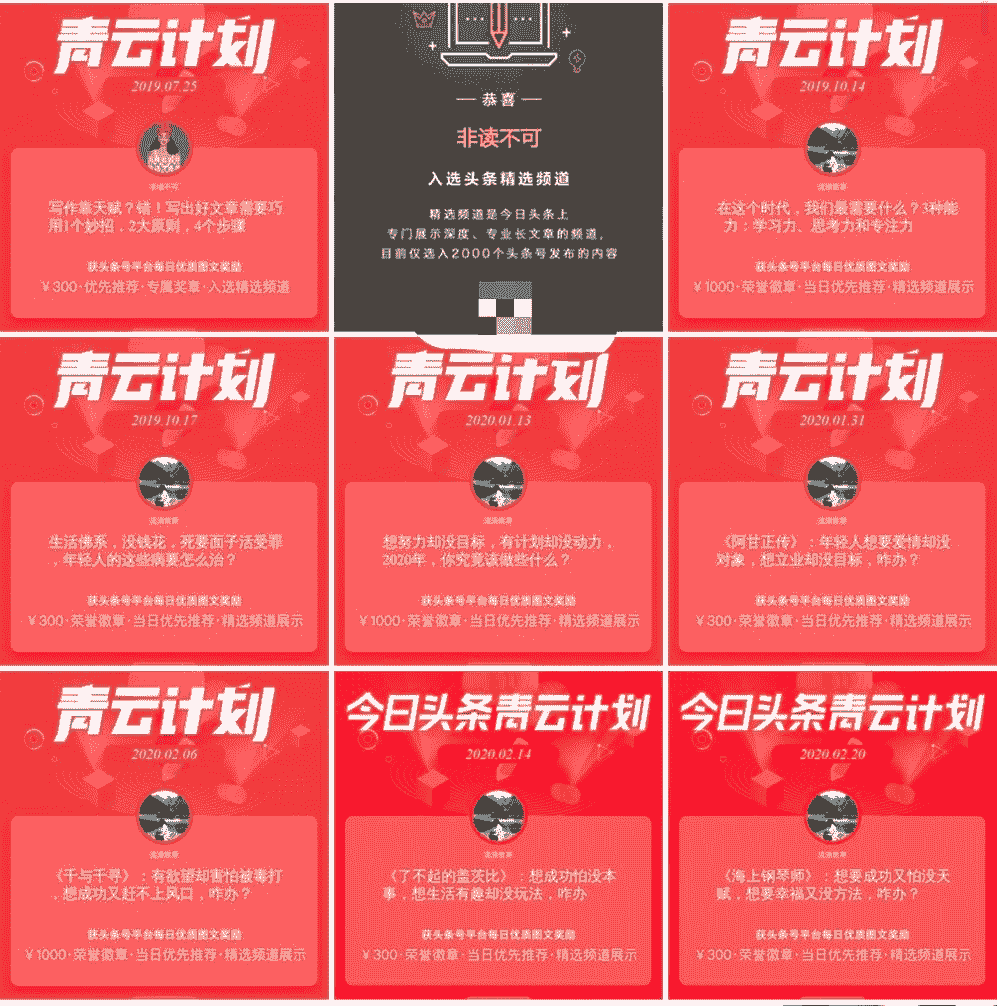 青云计划
2019.07.25
非读不可
写作靠天赋？错！写出好文章需要巧
用1个妙招，2大原则，4个步骤
获头条号平台每日优质图文奖励
￥300·优先推荐·专属奖章·入选精选频道
恭喜
非读不可
入选头条精选频道
精选频道是今日头条上
专门展示深度、专业长文章的频道，
目前仅选入2000个头条号发布的内容
青云计划
2019.10.14
在这个时代，我们最需要什么？3种能
力：学习力、思考力和专注力
获头条号平台每日优质图文奖励
￥1000·荣誉徽章·当日优先推荐·精选频道展示
青云计划
2019.10.17
生活佛系，没钱花，死要面子活受罪
，年轻人的这些病要怎么治？
获头条号平台每日优质图文奖励
￥300·荣誉徽章·当日优先推荐·精选频道展示
青云计划
2020.01.13
想努力却没目标，有计划却没动力，
2020年，你究竟该做些什么？
获头条号平台每日优质图文奖励
￥1000·荣誉徽章·当日优先推荐·精选频道展示
青云计划
2020.01.31
《阿甘正传》：年轻人想要爱情却没
对象，想立业却没目标，咋办？
获头条号平台每日优质图文奖励
￥300·荣誉徽章·当日优先推荐·精选频道展示
青云计划
2020.02.06
《千与千寻》：有欲望却害怕被毒打
，想成功又赶不上风口，咋办？
获头条号平台每日优质图文奖励
￥1000·荣誉徽章·当日优先推荐·精选频道展示
今日头条青云计划
2020.02.14
《了不起的盖茨比》：想成功怕没本
事，想生活有趣却没玩法，咋办？
获头条号平台每日优质图文奖励
￥300·荣誉徽章·当日优先推荐·精选频道展示
今日头条青云计划
2020.02.20
《海上钢琴师》：想要成功又怕没天
赋，想要幸福又没方法，咋办？
获头条号平台每日优质图文奖励
￥300·荣誉徽章·当日优先推荐·精选频道展示